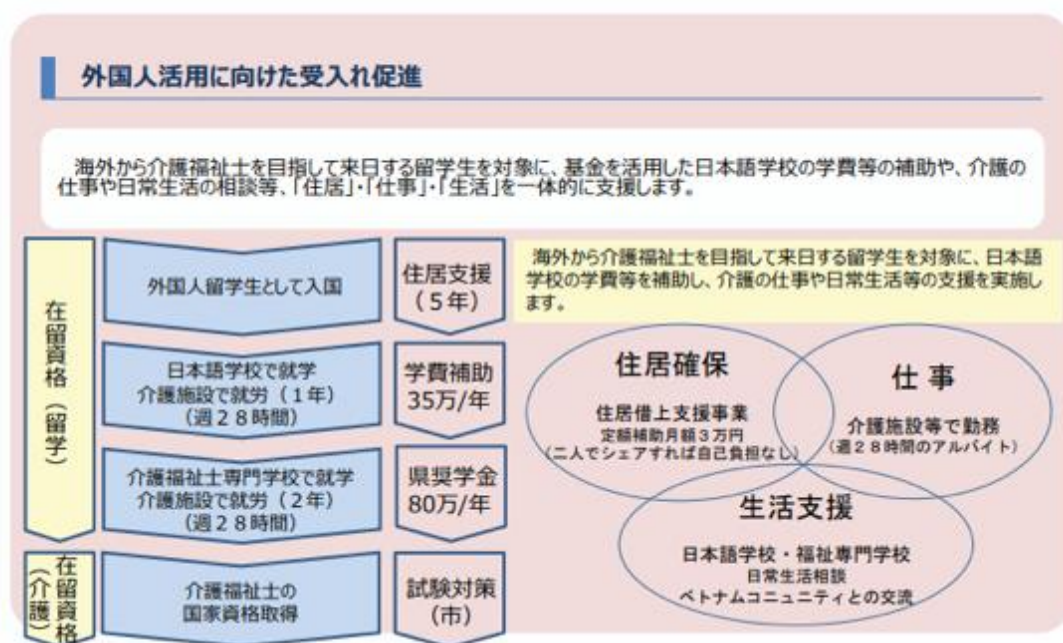 外国人活用に向けた受入れ促進
海外から介護福祉士を目指して来日する留学生を対象に、基金を活用した日本語学校の学費等の補助や、介護の
仕事や日常生活の相談等、「住居」・「仕事」・「生活」を一体的に支援します。
在留資格（留学）
外国人留学生として入国
住居支援
（５年）
日本語学校で就学
介護施設で就労（１年）
（週２８時間）
学費補助
35万/年
介護福祉士専門学校で就学
介護施設で就労（２年）
（週２８時間）
県奨学金
80万/年
在留資格
（介護）
介護福祉士の
国家資格取得
試験対策
（市）
海外から介護福祉士を目指して来日する留学生を対象に、日本語
学校の学費等を補助し、介護の仕事や日常生活等の支援を実施し
ます。
住居確保
住居借上支援事業
定額補助月額３万円
（二人でシェアすれば自己負担なし）
仕事
介護施設等で勤務
（週２８時間のアルバイト）
生活支援
日本語学校・福祉専門学校
日常生活相談
ベトナムコニュニティとの交流